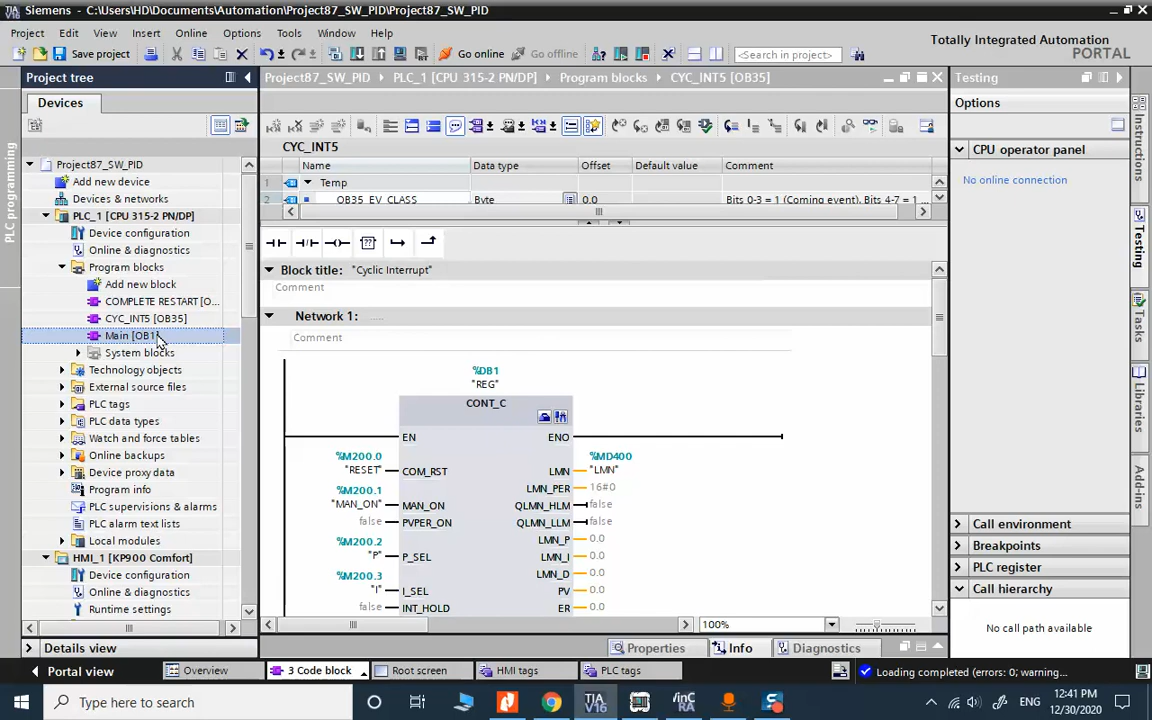 Siemens - C:\Users\HD\Documents\Automation\Project87_SW_PID\Project87_SW_PID
Project Edit View Insert Online Options Tools Window Help
Totally Integrated Automation
PORTAL
Save project Go online Go offline <Search in project>
Project tree
Project87_SW_PID PLC_1 [CPU 315-2 PN/DP] Program blocks CYC_INT5 [OB35]
Testing
Devices
Options
PLC programming
CYC_INT5
CPU operator panel
Name Data type Offset Default value Comment
No online connection
1 Temp
2 OB35_EV_CLASS Byte 0.0 Bits 0-3 = 1 (Coming event), Bits 4-7 = 1 ...
Project87_SW_PID
Add new device
Devices & networks
PLC_1 [CPU 315-2 PN/DP]
Device configuration
Online & diagnostics
Program blocks
Add new block
COMPLETE RESTART [O...
CYC_INT5 [OB35]
Main [OB1]
System blocks
Technology objects
External source files
PLC tags
PLC data types
Watch and force tables
Online backups
Device proxy data
Program info
PLC supervisions & alarms
PLC alarm text lists
Local modules
HMI_1 [KP900 Comfort]
Device configuration
Online & diagnostics
Runtime settings
Block title: "Cyclic Interrupt"
Comment
Network 1: .....
Comment
%DB1
"REG"
CONT_C
EN ENO
%M200.0 %MD400
"RESET" COM_RST LMN "LMN"
LMN_PER 16#0
%M200.1
"MAN_ON" MAN_ON QLMN_HLM false
false PVPER_ON QLMN_LLM false
%M200.2 LMN_P 0.0
"P" P_SEL LMN_I 0.0
%M200.3 LMN_D 0.0
"I" I_SEL PV 0.0
false INT_HOLD ER 0.0
100%
Call environment
Breakpoints
PLC register
Call hierarchy
No call path available
Instructions
Testing
Tasks
Libraries
Add-ins
Details view
Properties Info Diagnostics
Portal view Overview 3 Code block Root screen HMI tags PLC tags Loading completed (errors: 0; warning...
Type here to search
TIA V16
ENG
12:41 PM
12/30/2020